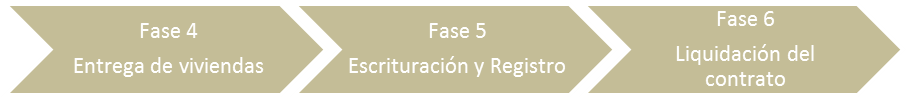 Fase 4
Entrega de viviendas
Fase 5
Escrituración y Registro
Fase 6
Liquidación del
contrato